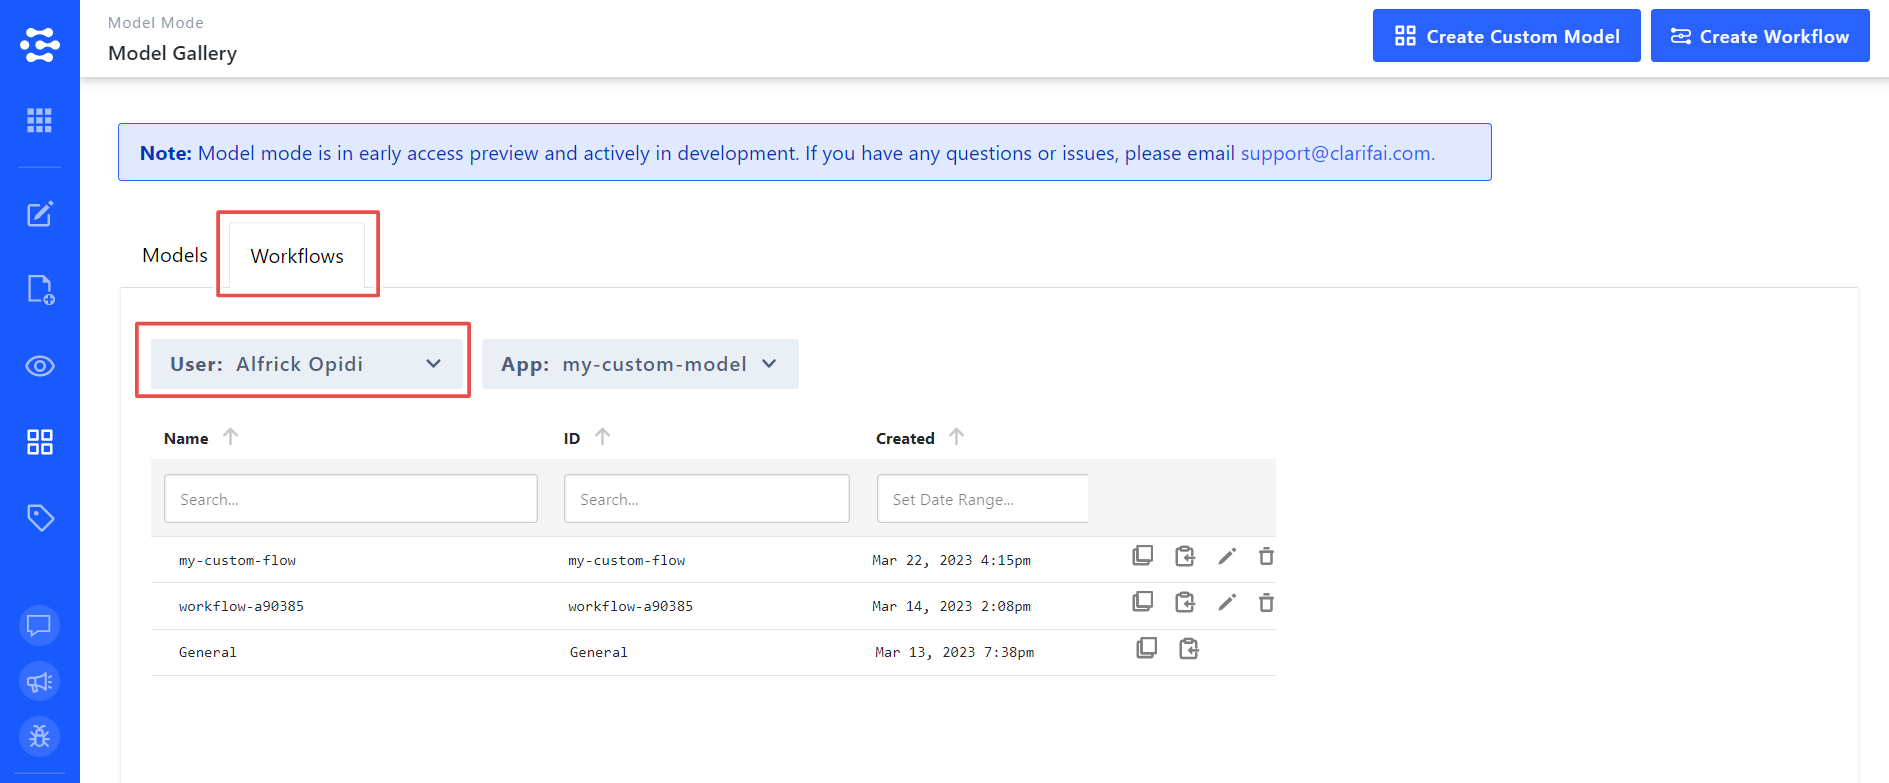 Model Mode
Model Gallery
Create Custom Model
Create Workflow
Note: Model mode is in early access preview and actively in development. If you have any questions or issues, please email support@clarifai.com.
Models
Workflows
User: Alfrick Opidi
App: my-custom-model
Name ID Created
Search... Search... Set Date Range...
my-custom-flow my-custom-flow Mar 22, 2023 4:15pm
workflow-a90385 workflow-a90385 Mar 14, 2023 2:08pm
General General Mar 13, 2023 7:38pm